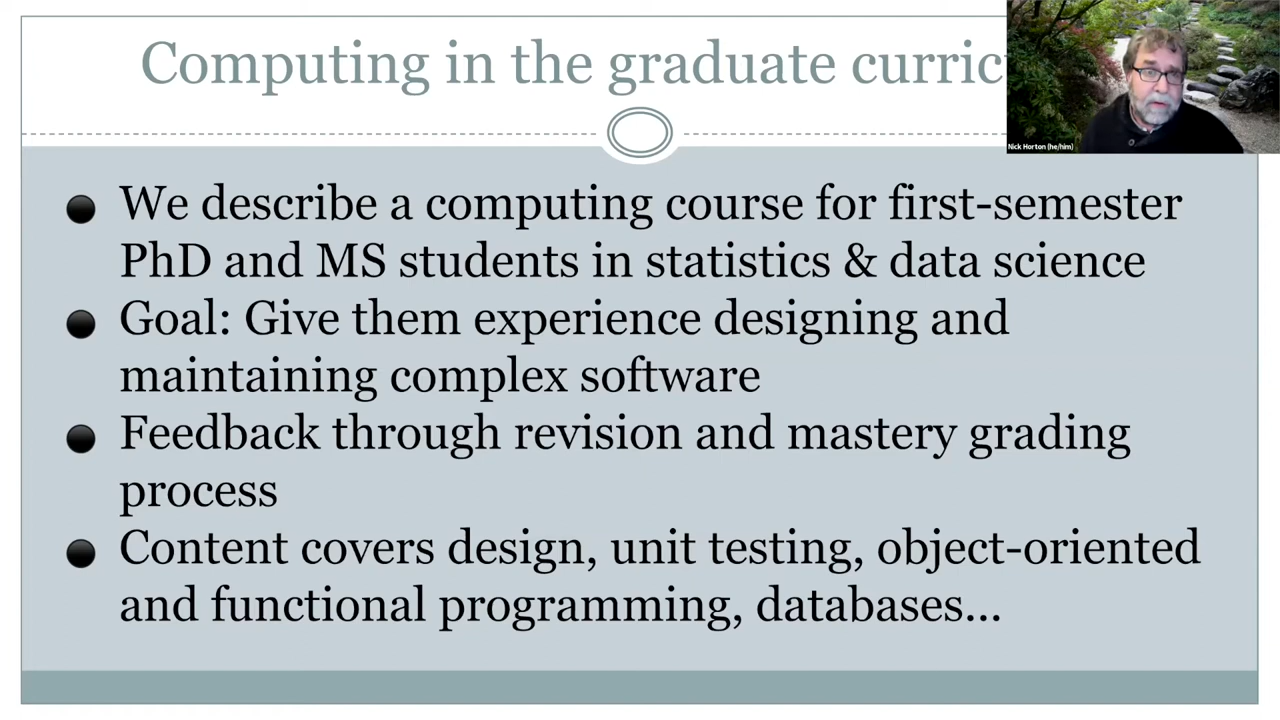 Computing in the graduate
Nick Horton (he/him)
We describe a computing course for first-semester
PhD and MS students in statistics & data science
Goal: Give them experience designing and
maintaining complex software
Feedback through revision and mastery grading
process
Content covers design, unit testing, object-oriented
and functional programming, databases...